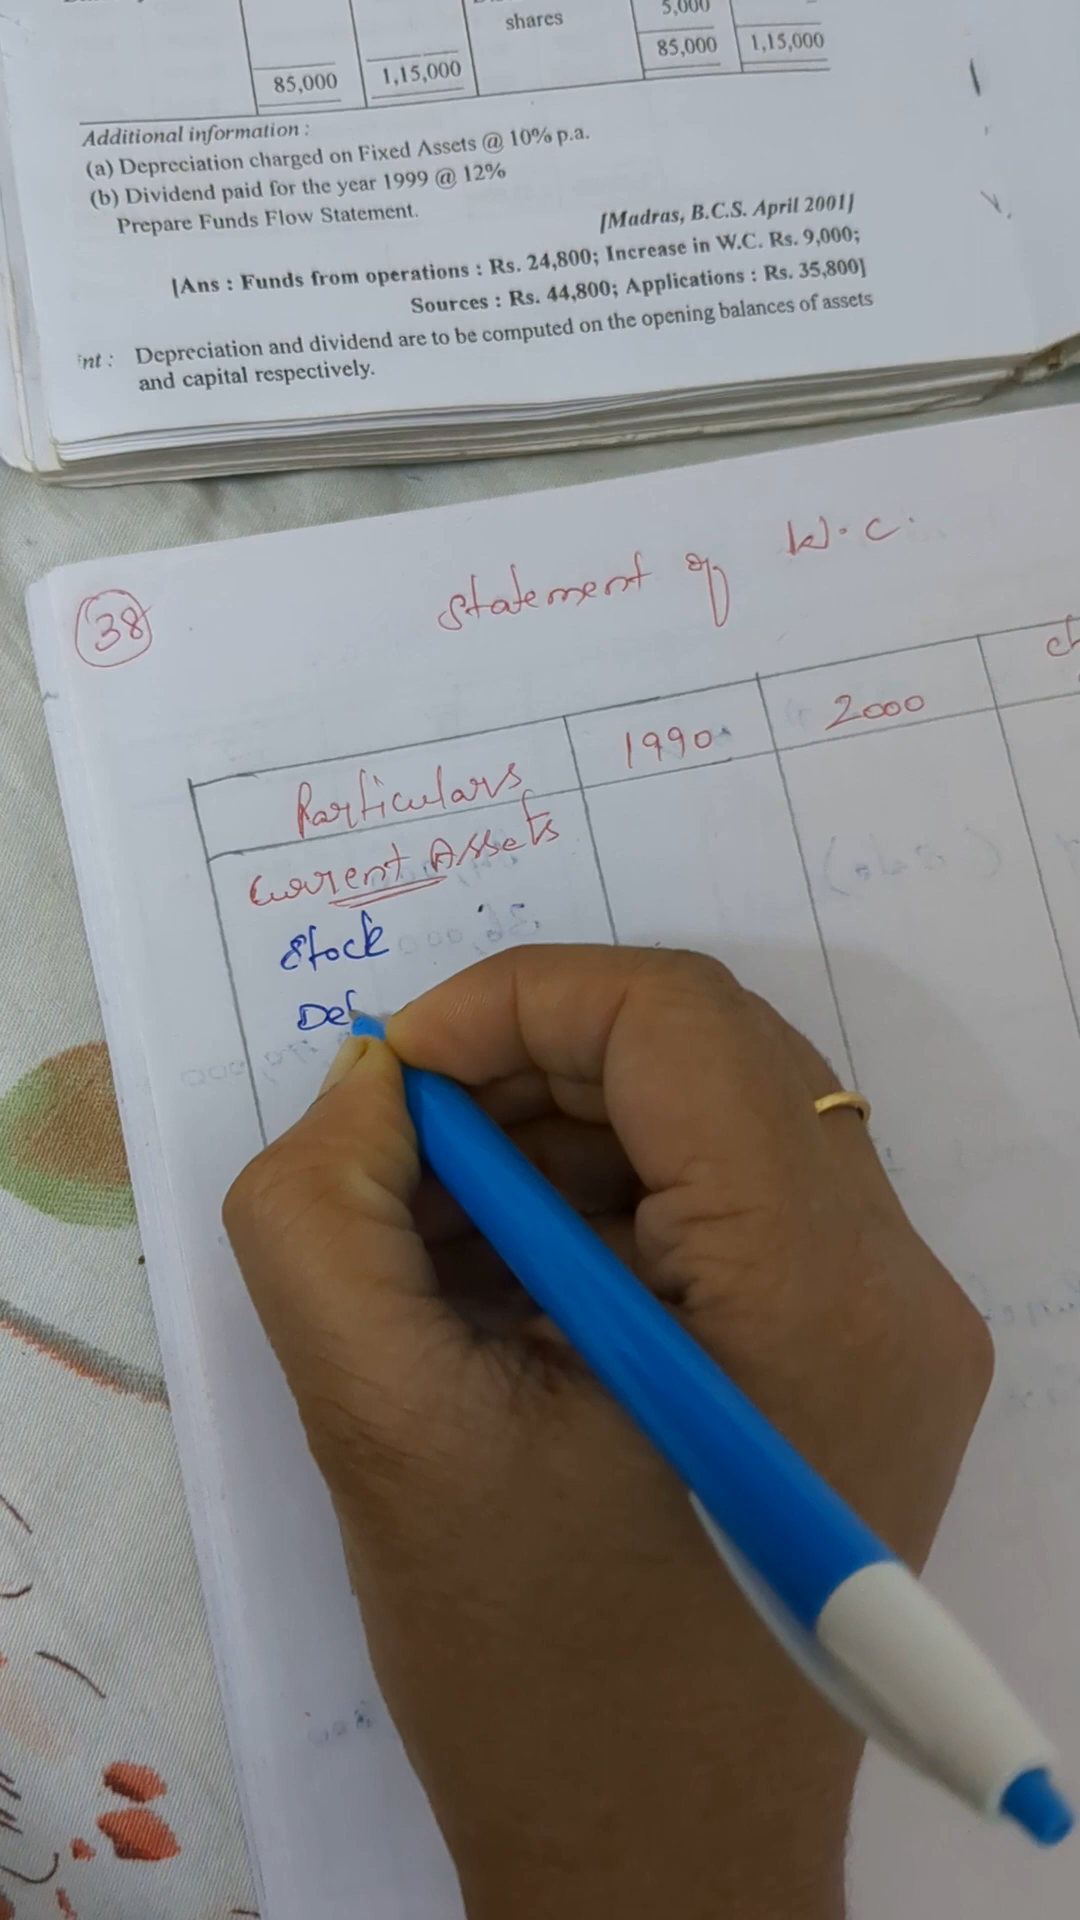 shares 5,000
85,000 1,15,000 85,000 1,15,000
Additional information :
(a) Depreciation charged on Fixed Assets @ 10% p.a.
(b) Dividend paid for the year 1999 @ 12%
Prepare Funds Flow Statement.
[Madras, B.C.S. April 2001]
[Ans : Funds from operations : Rs. 24,800; Increase in W.C. Rs. 9,000;
Sources : Rs. 44,800; Applications : Rs. 35,800]
int : Depreciation and dividend are to be computed on the opening balances of assets
and capital respectively.
38 Statement of W.C.
Particulars 1990 2000 ch
Current Assets
Stock
Deb